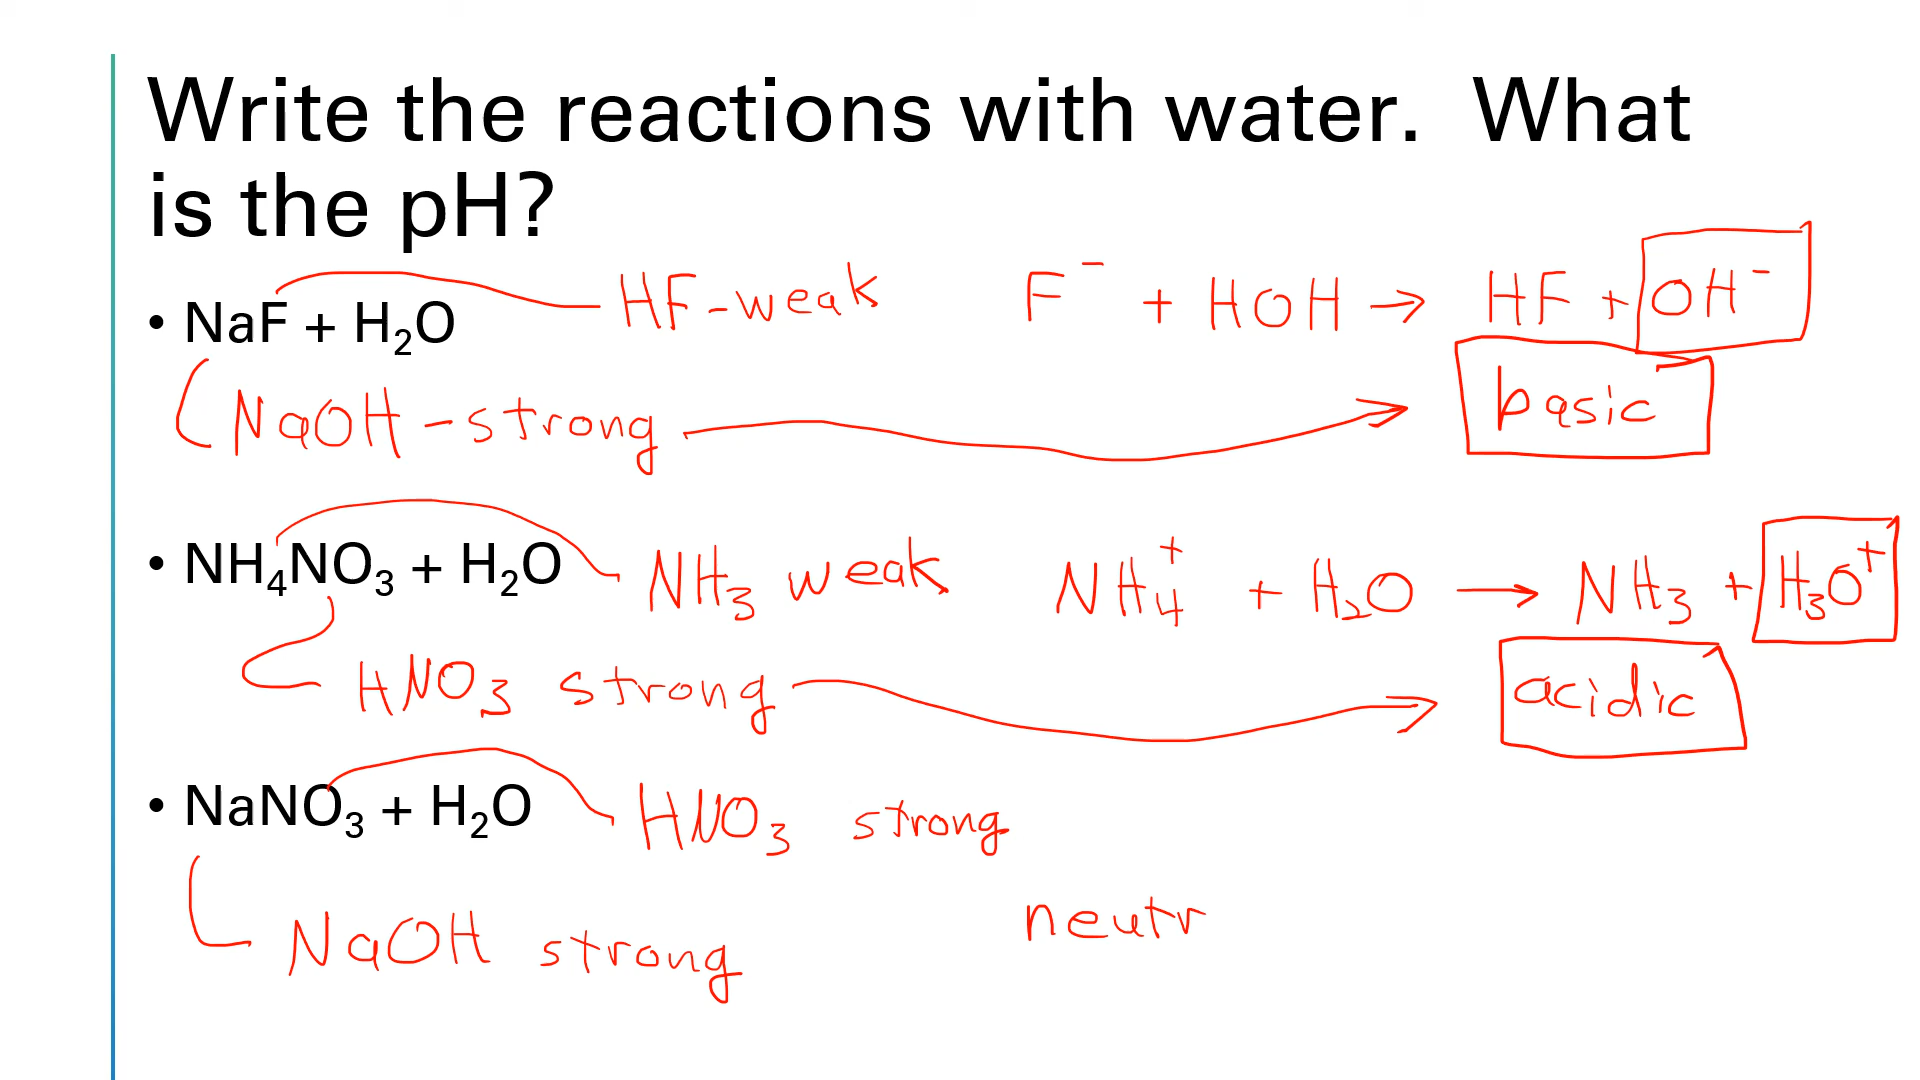 Write the reactions with water. What
is the pH?
• NaF + H₂O HF-weak F⁻ + HOH → HF + OH⁻
NaOH - strong basic
• NH₄NO₃ + H₂O NH₃ weak NH₄⁺ + H₂O → NH₃ + H₃O⁺
HNO₃ strong acidic
• NaNO₃ + H₂O HNO₃ strong
NaOH strong neutr